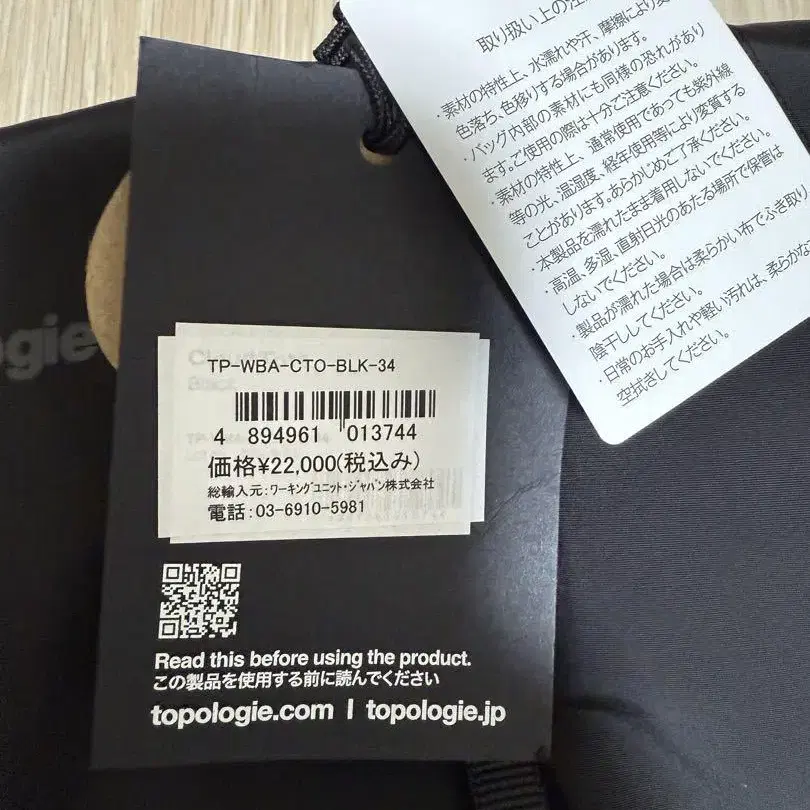 取り扱い上の注
・素材の特性上、水濡れや汗、摩擦により変
色落ち、色移りする場合があります。
・バッグ内部の素材にも同様の恐れがあり
ます。ご使用の際は十分ご注意ください。
・素材の特性上、通常使用であっても紫外線
等の光、温湿度、経年使用等により変質する
ことがあります。あらかじめご了承ください。
・本製品を濡れたまま着用しないでください。
・高温、多湿、直射日光のあたる場所で保管は
しないでください。
・製品が濡れた場合は柔らかい布でふき取り
陰干ししてください。
・日常のお手入れや軽い汚れは、柔らかな
空拭きしてください。
ogie
TP-WBA-CTO-BLK-34
4 894961 013744
価格¥22,000(税込み)
総輸入元:ワーキングユニット・ジャパン株式会社
電話:03-6910-5981
Read this before using the product.
この製品を使用する前に読んでください
topologie.com | topologie.jp